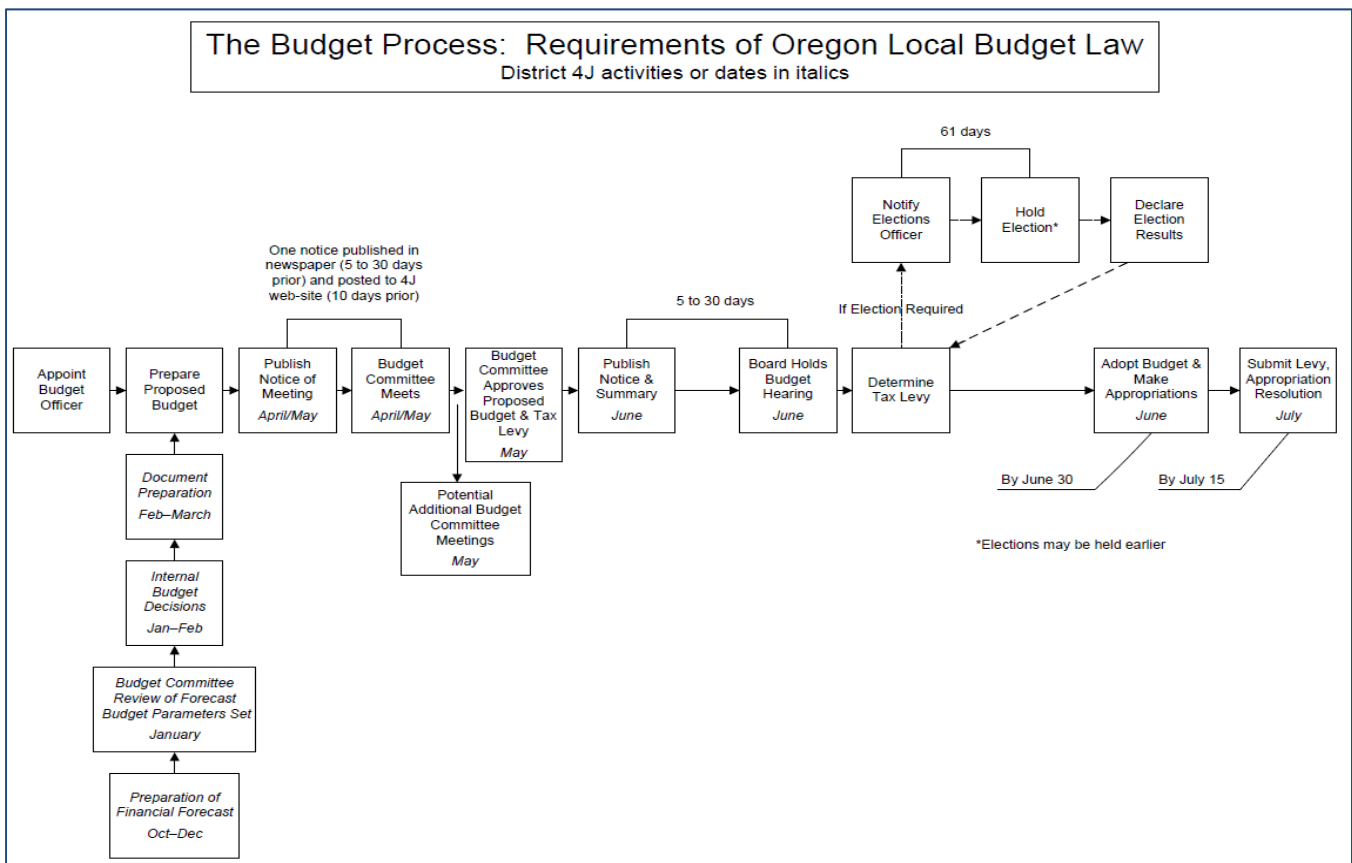 The Budget Process: Requirements of Oregon Local Budget Law
District 4J activities or dates in italics
61 days
Notify
Elections
Officer
Hold
Election*
Declare
Election
Results
One notice published in
newspaper (5 to 30 days
prior) and posted to 4J
web-site (10 days prior)
5 to 30 days
If Election Required
Appoint
Budget
Officer
Prepare
Proposed
Budget
Publish
Notice of
Meeting
April/May
Budget
Committee
Meets
April/May
Budget
Committee
Approves
Proposed
Budget & Tax
Levy
May
Publish
Notice &
Summary
June
Board Holds
Budget
Hearing
June
Determine
Tax Levy
Adopt Budget &
Make
Appropriations
June
Submit Levy,
Appropriation
Resolution
July
By June 30
By July 15
Document
Preparation
Feb–March
Potential
Additional Budget
Committee
Meetings
May
*Elections may be held earlier
Internal
Budget
Decisions
Jan–Feb
Budget Committee
Review of Forecast
Budget Parameters Set
January
Preparation of
Financial Forecast
Oct–Dec